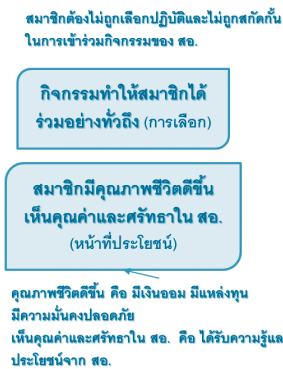 สมาชิกต้องไม่ถูกเลือกปฏิบัติและไม่ถูกสกัดกั้น
ในการเข้าร่วมกิจกรรมของ สอ.
กิจกรรมทำให้สมาชิกได้
ร่วมอย่างทั่วถึง (การเลือก)
สมาชิกมีคุณภาพชีวิตดีขึ้น
เห็นคุณค่าและศรัทธาใน สอ.
(หน้าที่ประโยชน์)
คุณภาพชีวิตดีขึ้น คือ มีเงินออม มีแหล่งทุน
มีความมั่นคงปลอดภัย
เห็นคุณค่าและศรัทธาใน สอ. คือ ได้รับความรู้แล
ประโยชน์จาก สอ.